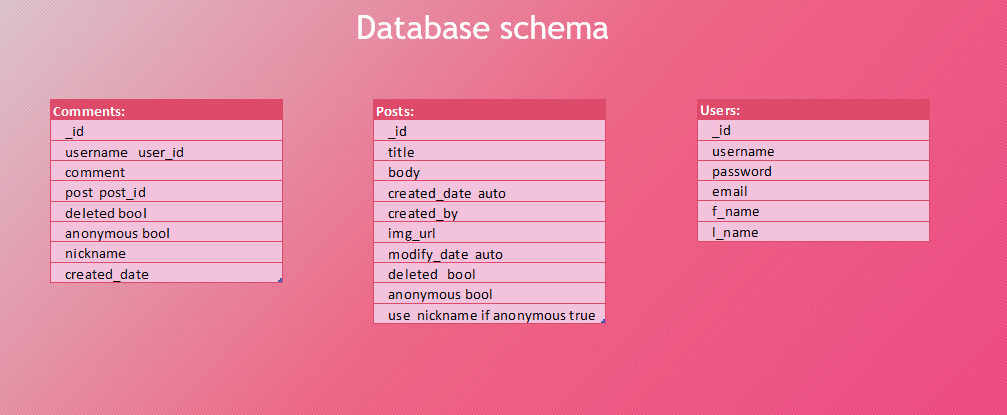 Database schema
Comments:
_id
username user_id
comment
post post_id
deleted bool
anonymous bool
nickname
created_date
Posts:
_id
title
body
created_date auto
created_by
img_url
modify_date auto
deleted bool
anonymous bool
use nickname if anonymous true
Users:
_id
username
password
email
f_name
l_name